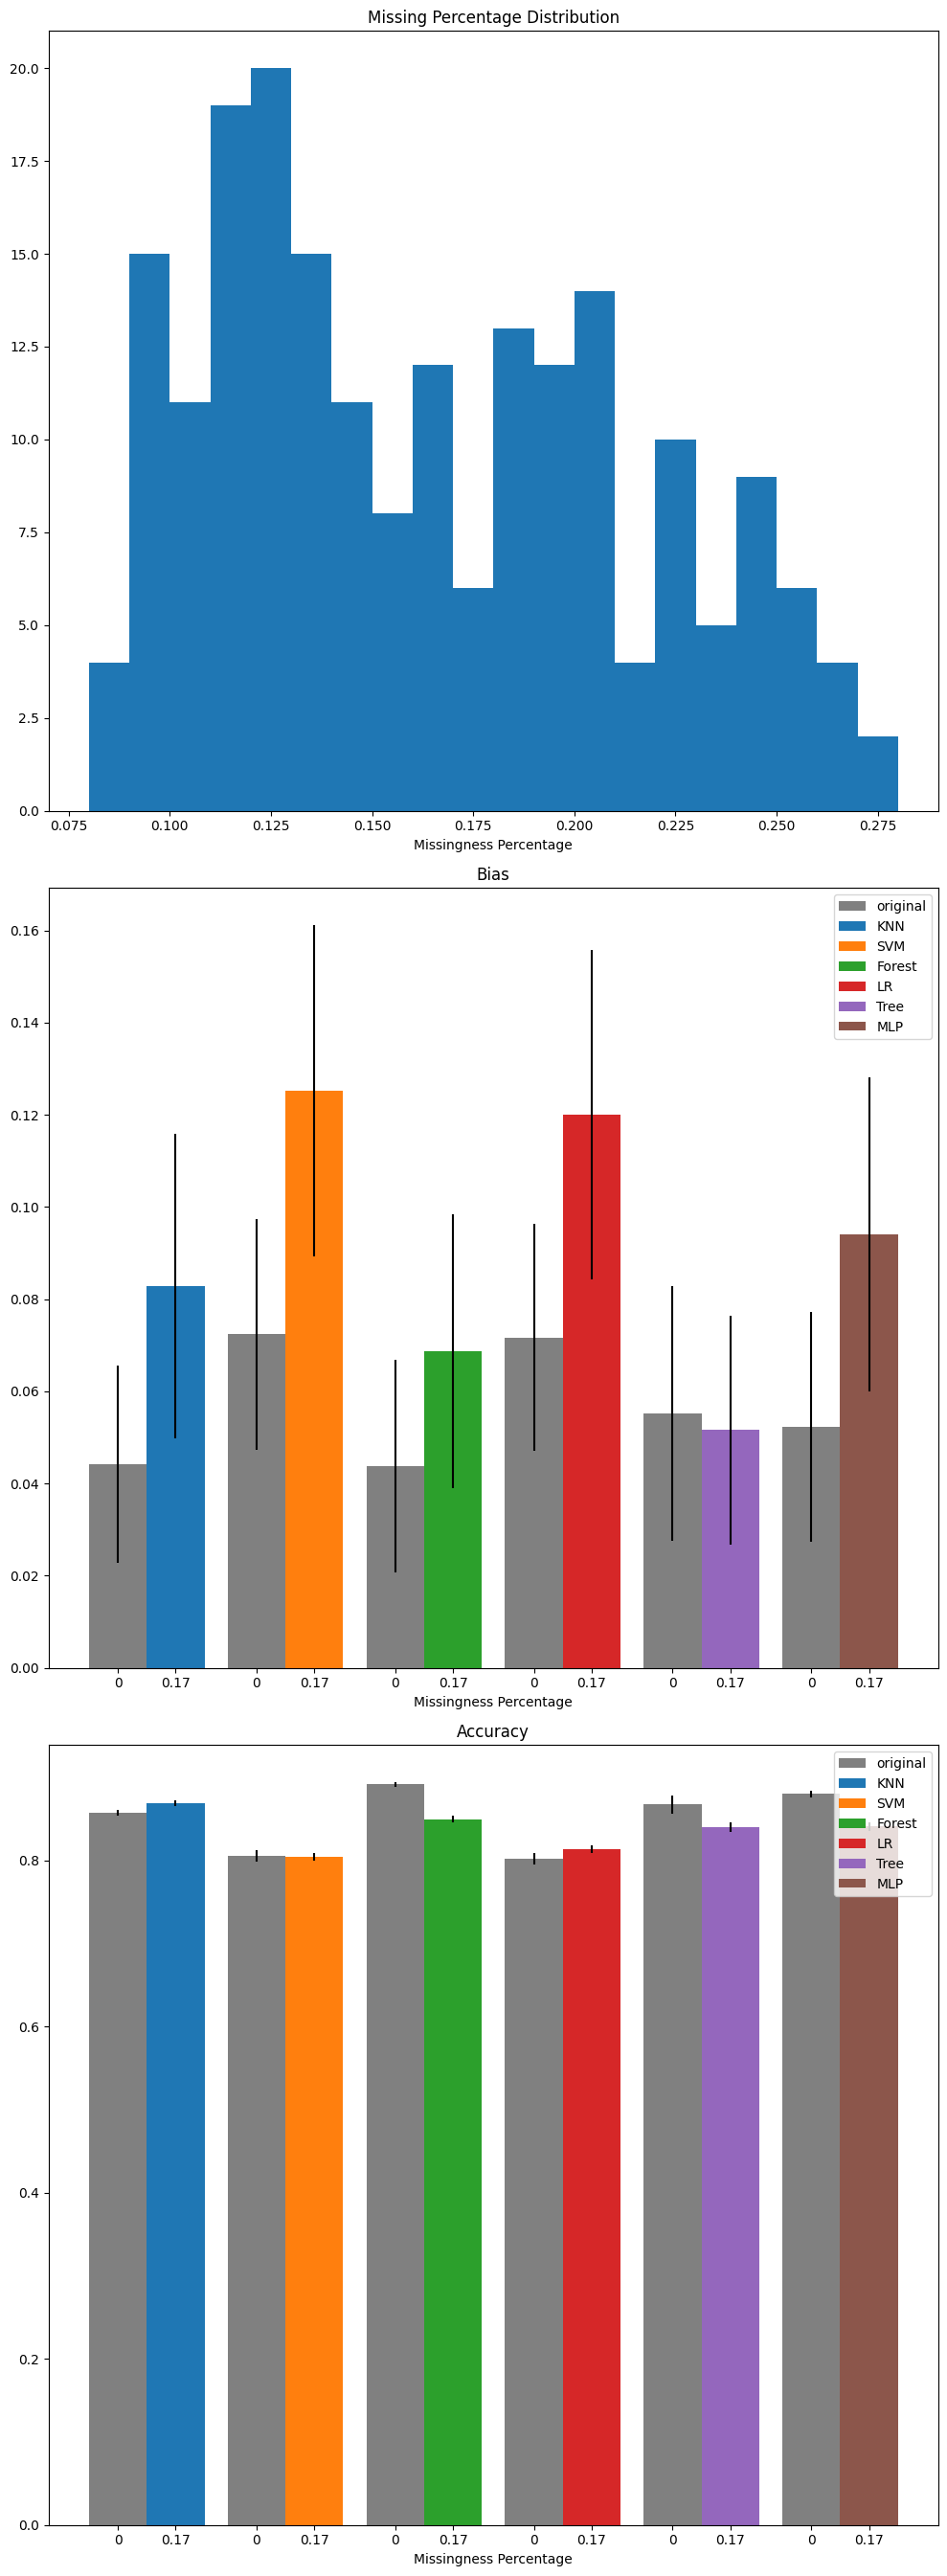 Missing Percentage Distribution
20.0
17.5
15.0
12.5
10.0
7.5
5.0
2.5
0.0
0.075 0.100 0.125 0.150 0.175 0.200 0.225 0.250 0.275
Missingness Percentage
Bias
original
KNN
SVM
Forest
LR
Tree
MLP
0.16
0.14
0.12
0.10
0.08
0.06
0.04
0.02
0.00
0 0.17 0 0.17 0 0.17 0 0.17 0 0.17 0 0.17
Missingness Percentage
Accuracy
original
KNN
SVM
Forest
LR
Tree
MLP
0.8
0.6
0.4
0.2
0.0
0 0.17 0 0.17 0 0.17 0 0.17 0 0.17 0 0.17
Missingness Percentage